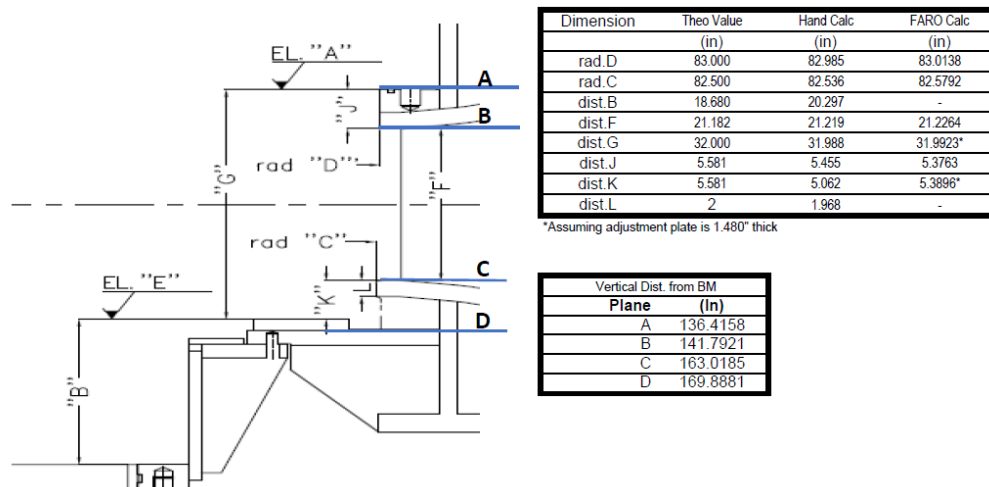 EL. "A"
"J"
rad "D"
"G"
"F"
rad "C"
EL. "E"
"K"
L
"B"
A
B
C
D
Dimension Theo Value Hand Calc FARO Calc
(in) (in) (in)
rad.D 83.000 82.985 83.0138
rad.C 82.500 82.536 82.5792
dist.B 18.680 20.297 -
dist.F 21.182 21.219 21.2264
dist.G 32.000 31.988 31.9923*
dist.J 5.581 5.455 5.3763
dist.K 5.581 5.062 5.3896*
dist.L 2 1.968 -
*Assuming adjustment plate is 1.480" thick
Vertical Dist. from BM
Plane (In)
A 136.4158
B 141.7921
C 163.0185
D 169.8881